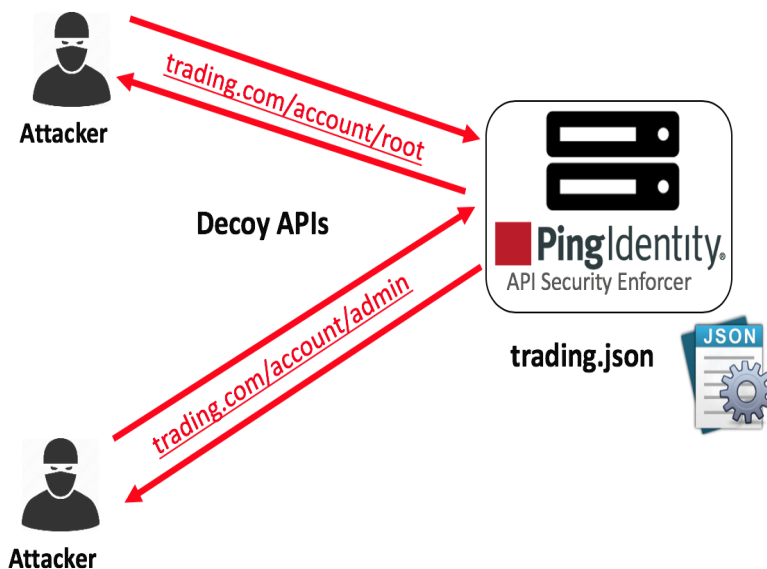 Attacker
trading.com/account/root
Decoy APIs
PingIdentity®
API Security Enforcer
trading.json
JSON
trading.com/account/admin
Attacker